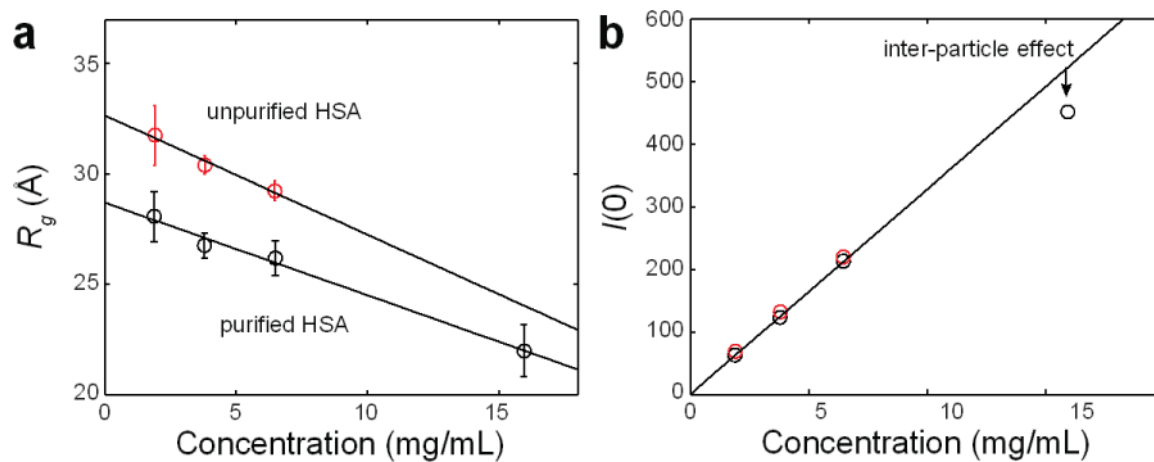 a
35
30
25
20
R_g (Å)
unpurified HSA
purified HSA
0 5 10 15
Concentration (mg/mL)
b
600
500
400
300
200
100
0
I(0)
inter-particle effect
0 5 10 15
Concentration (mg/mL)